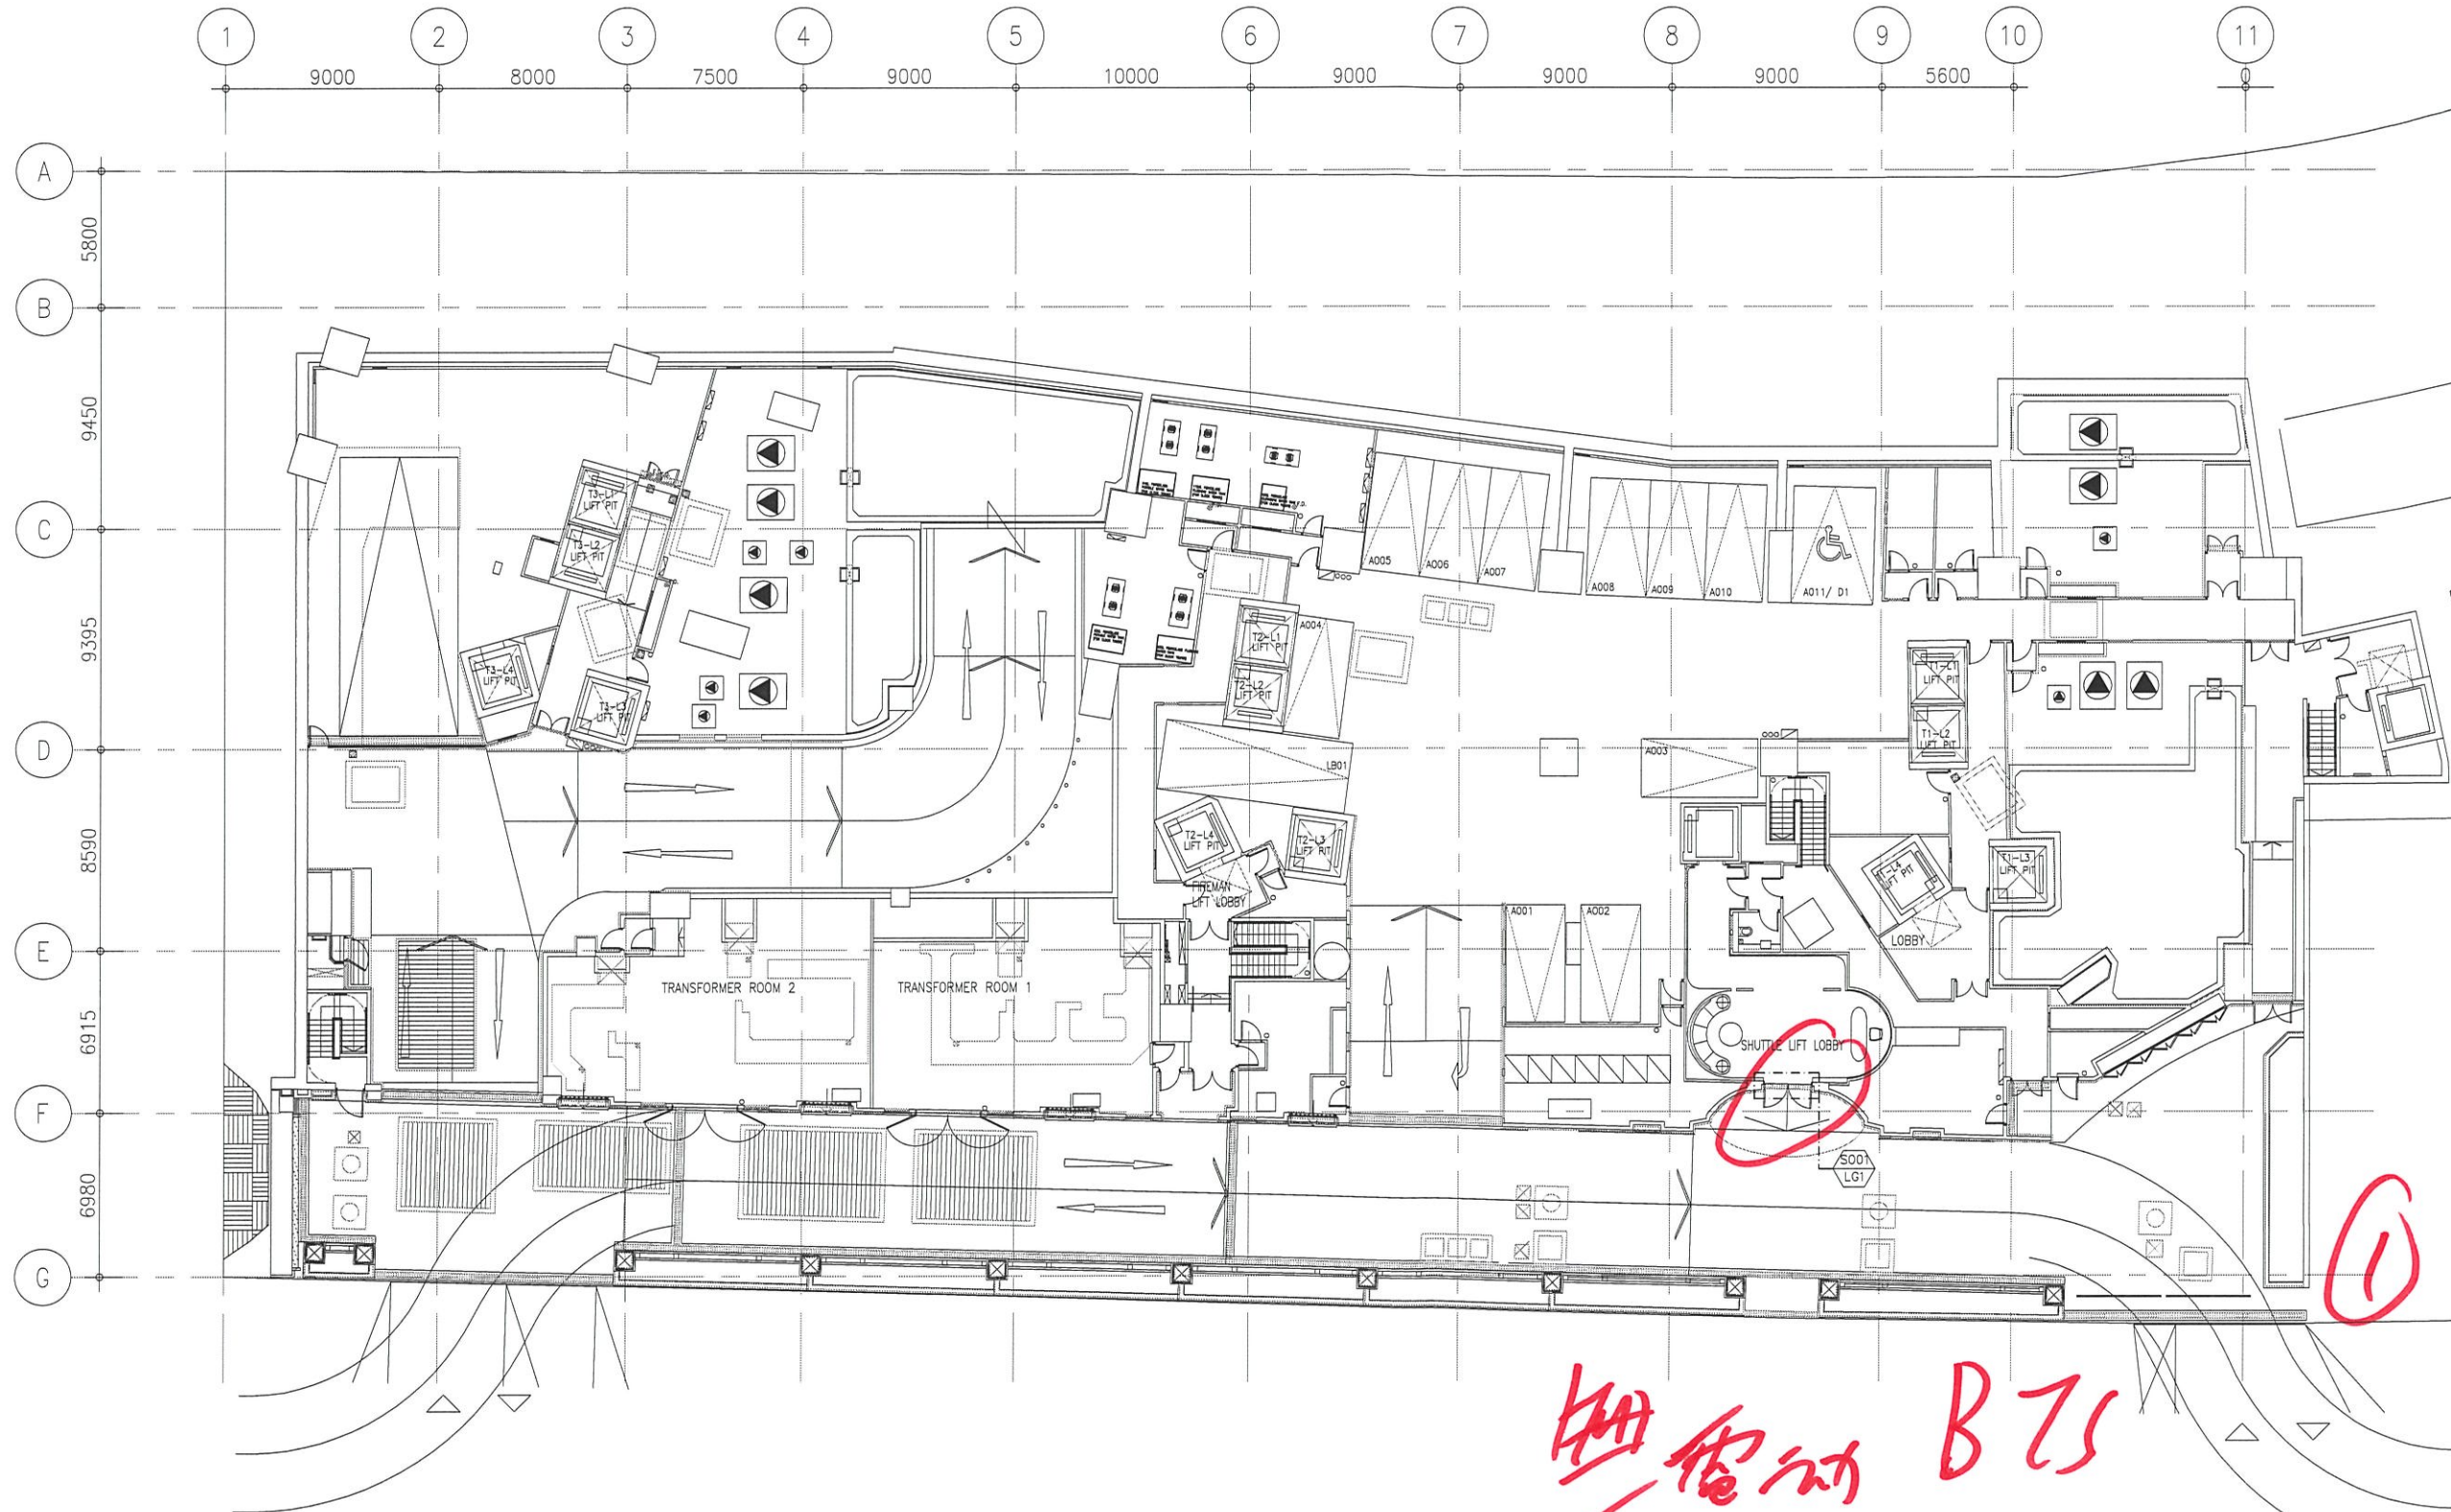 1 2 3 4 5 6 7 8 9 10 11
9000 8000 7500 9000 10000 9000 9000 9000 5600 0
A
5800
B
9450
C
9395
D
8590
E
6915
F
6980
G
T3-L1
LIFT PIT
T3-L2
LIFT PIT
T3-L4
LIFT PIT
T3-L3
LIFT PIT
A005
A006
A007
A008
A009
A010
A011/ D1
A004
T2-L1
LIFT PIT
T2-L2
LIFT PIT
T1-L1
LIFT PIT
T1-L2
LIFT PIT
A003
LB01
T2-L4
LIFT PIT
T2-L3
LIFT PIT
FIREMAN
LIFT LOBBY
T1-L3
LIFT PIT
LIFT PIT
LOBBY
A001
A002
TRANSFORMER ROOM 2
TRANSFORMER ROOM 1
SHUTTLE LIFT LOBBY
S001
LG1
1
電动